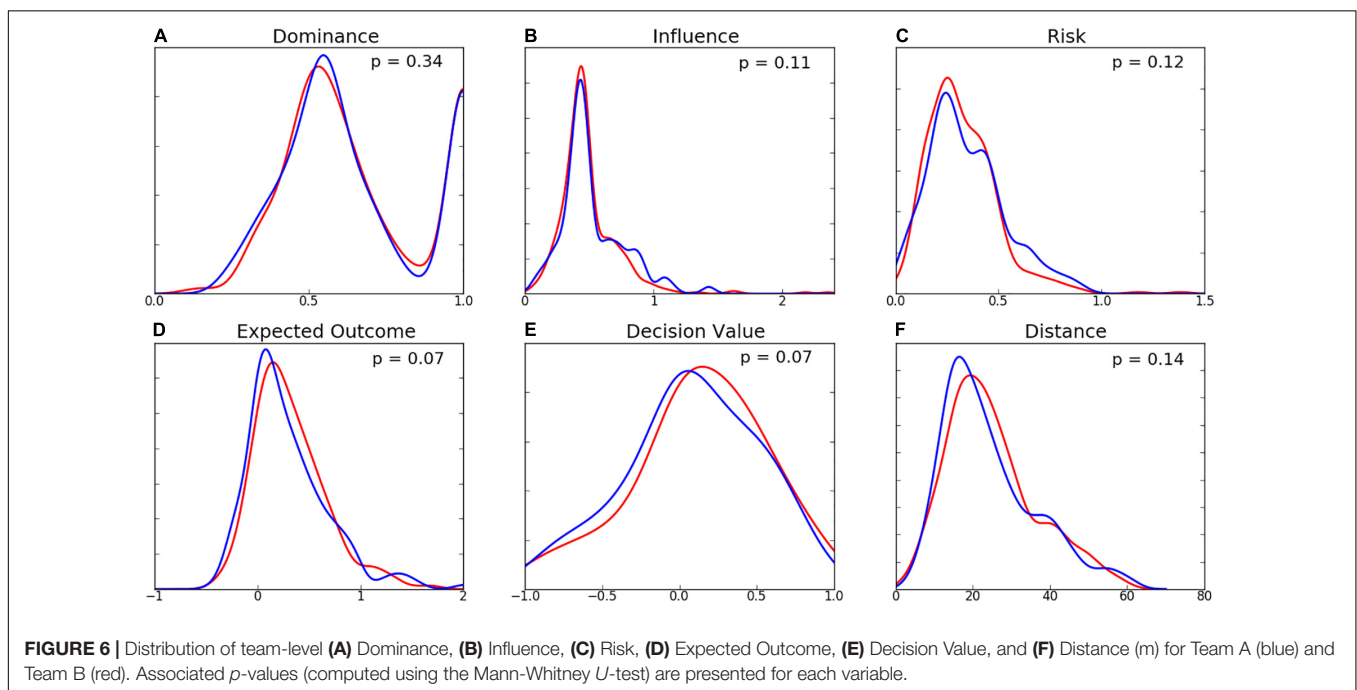 A Dominance
p = 0.34
0.0 0.5 1.0
B Influence
p = 0.11
0 1 2
C Risk
p = 0.12
0.0 0.5 1.0 1.5
D Expected Outcome
p = 0.07
−1 0 1 2
E Decision Value
p = 0.07
−1.0 −0.5 0.0 0.5 1.0
F Distance
p = 0.14
0 20 40 60 80
FIGURE 6 | Distribution of team-level (A) Dominance, (B) Influence, (C) Risk, (D) Expected Outcome, (E) Decision Value, and (F) Distance (m) for Team A (blue) and
Team B (red). Associated p-values (computed using the Mann-Whitney U-test) are presented for each variable.